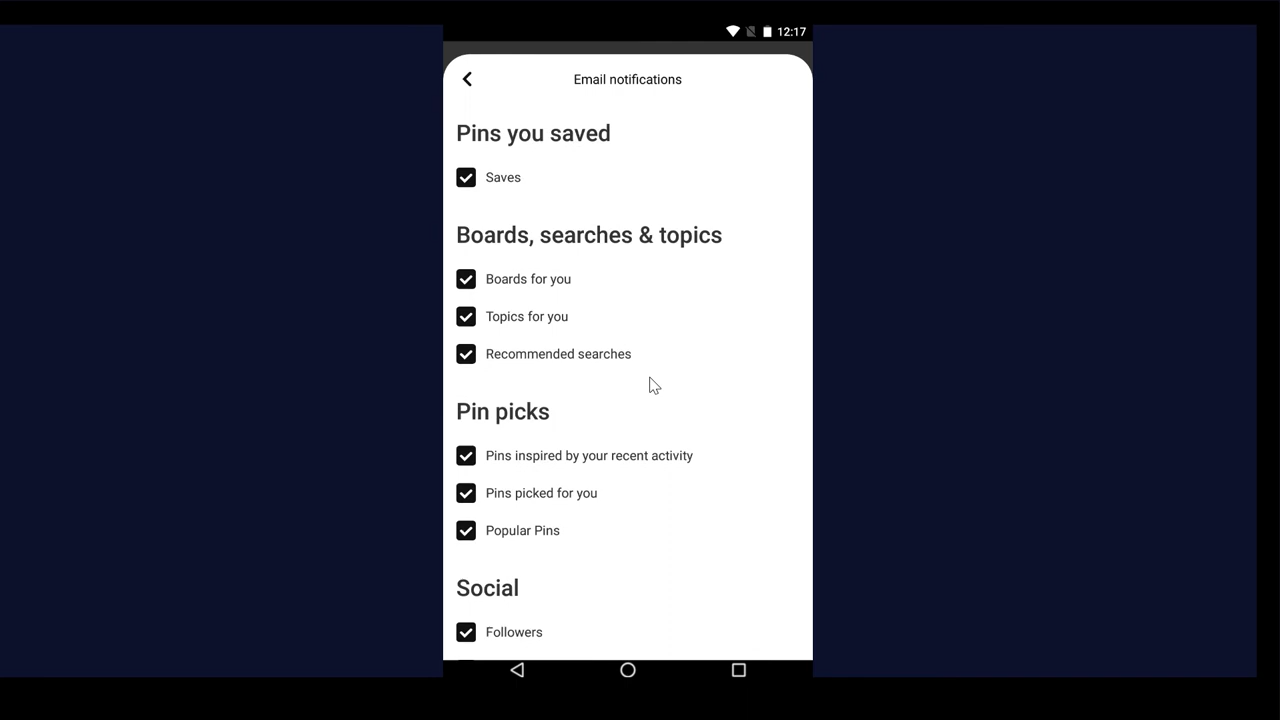 12:17
Email notifications
Pins you saved
Saves
Boards, searches & topics
Boards for you
Topics for you
Recommended searches
Pin picks
Pins inspired by your recent activity
Pins picked for you
Popular Pins
Social
Followers